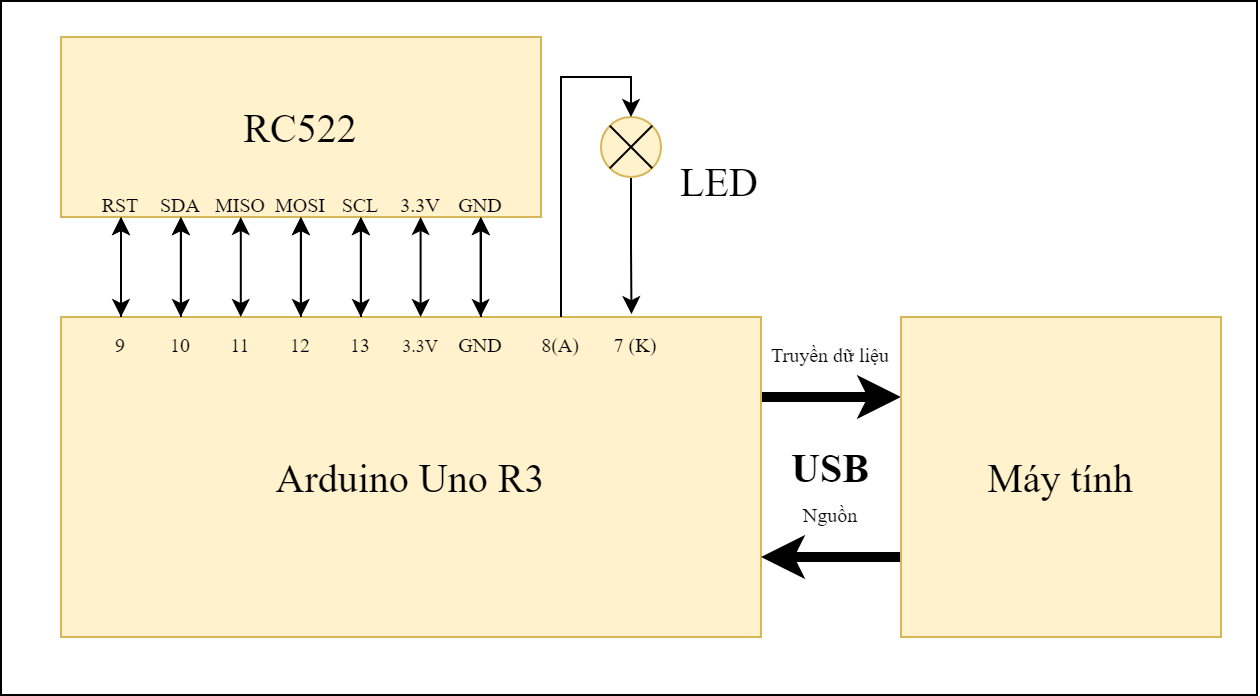 RC522
LED
RST SDA MISO MOSI SCL 3.3V GND
9 10 11 12 13 3.3V GND 8(A) 7 (K)
Truyền dữ liệu
Arduino Uno R3
USB
Máy tính
Nguồn